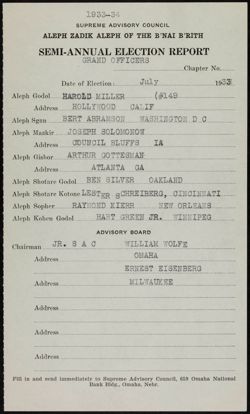 1933-34
SUPREME ADVISORY COUNCIL
ALEPH ZADIK ALEPH OF THE B'NAI B'RITH
SEMI-ANNUAL ELECTION REPORT
GRAND OFFICERS
Chapter No.
Date of Election: July 1933
Aleph Godol HAROLD MILLER (#149
Address HOLLYWOOD CALIF
Aleph Sgan BERT ABRAMSON WASHINGTON D C
Aleph Mazkir JOSEPH SOLOMONOW
Address COUNCIL BLUFFS IA
Aleph Gisbor ARTHUR GOTTESMAN
Address ATLANTA GA
Aleph Shotare Godol BEN SILVER OAKLAND
Aleph Shotare Kotone LESTER SCHREIBERG, CINCINNATI
Aleph Sopher RAYMOND KIERR NEW ORLEANS
Aleph Kohen Godol HART GREEN JR. WINNIPEG
ADVISORY BOARD
Chairman JR. S A C WILLIAM WOLFE
Address OMAHA
ERNEST EISENBERG
Address MILWAUKEE
Address
Address
Address
Address
Fill in and send immediately to Supreme Advisory Council, 619 Omaha National
Bank Bldg., Omaha, Nebr.